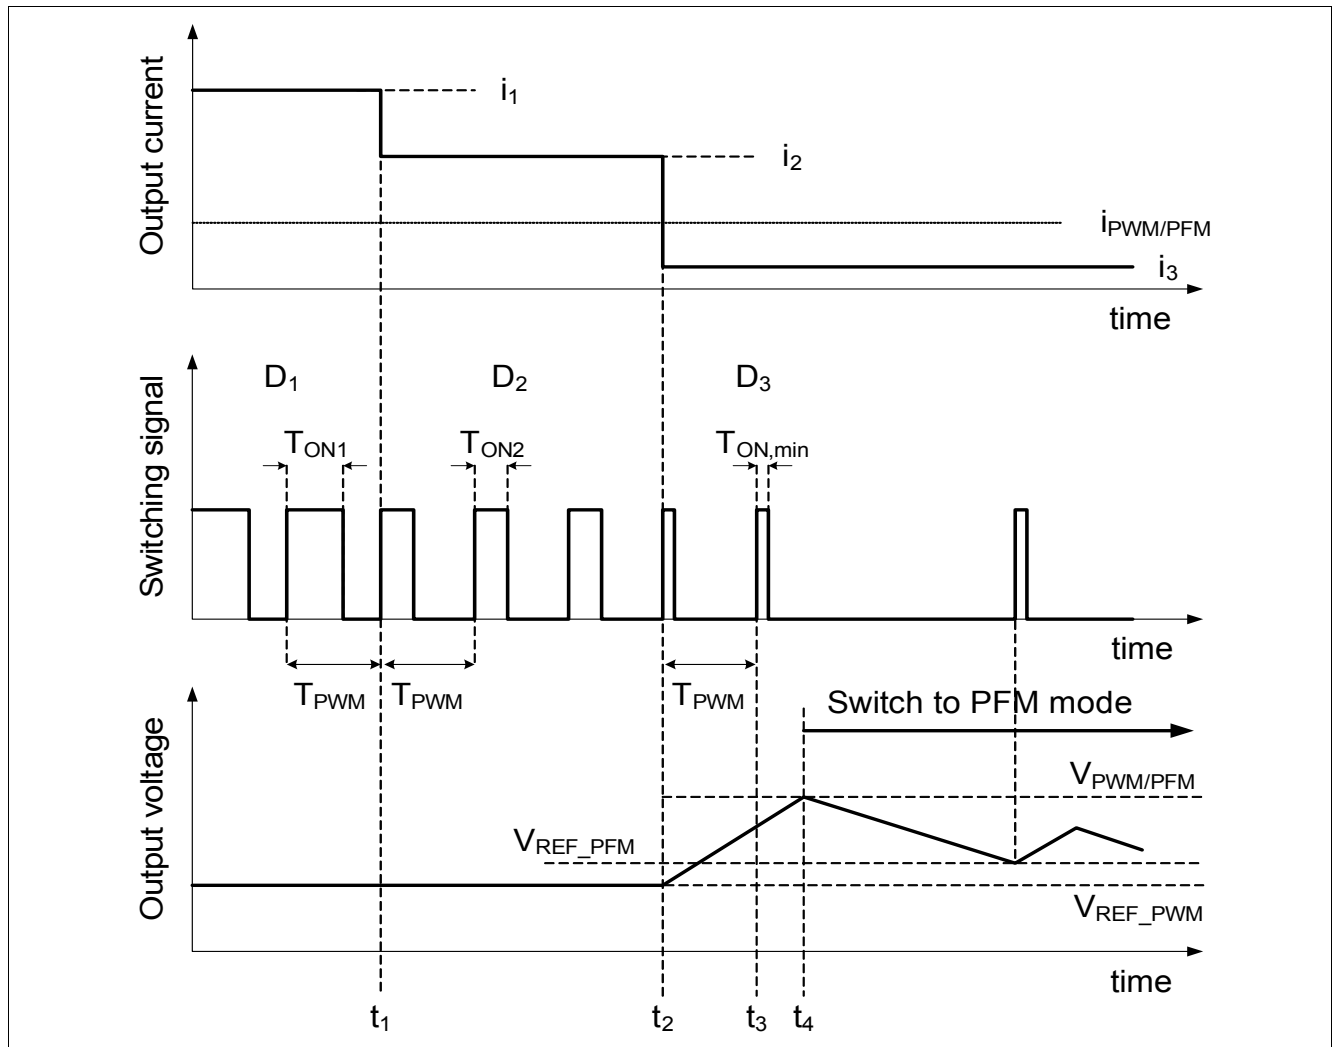 Output current
i1
i2
iPWM/PFM
i3
time
Switching signal
D1 D2 D3
TON1 TON2 TON,min
time
TPWM TPWM TPWM
Output voltage
Switch to PFM mode
VPWM/PFM
VREF_PFM
VREF_PWM
time
t1 t2 t3 t4